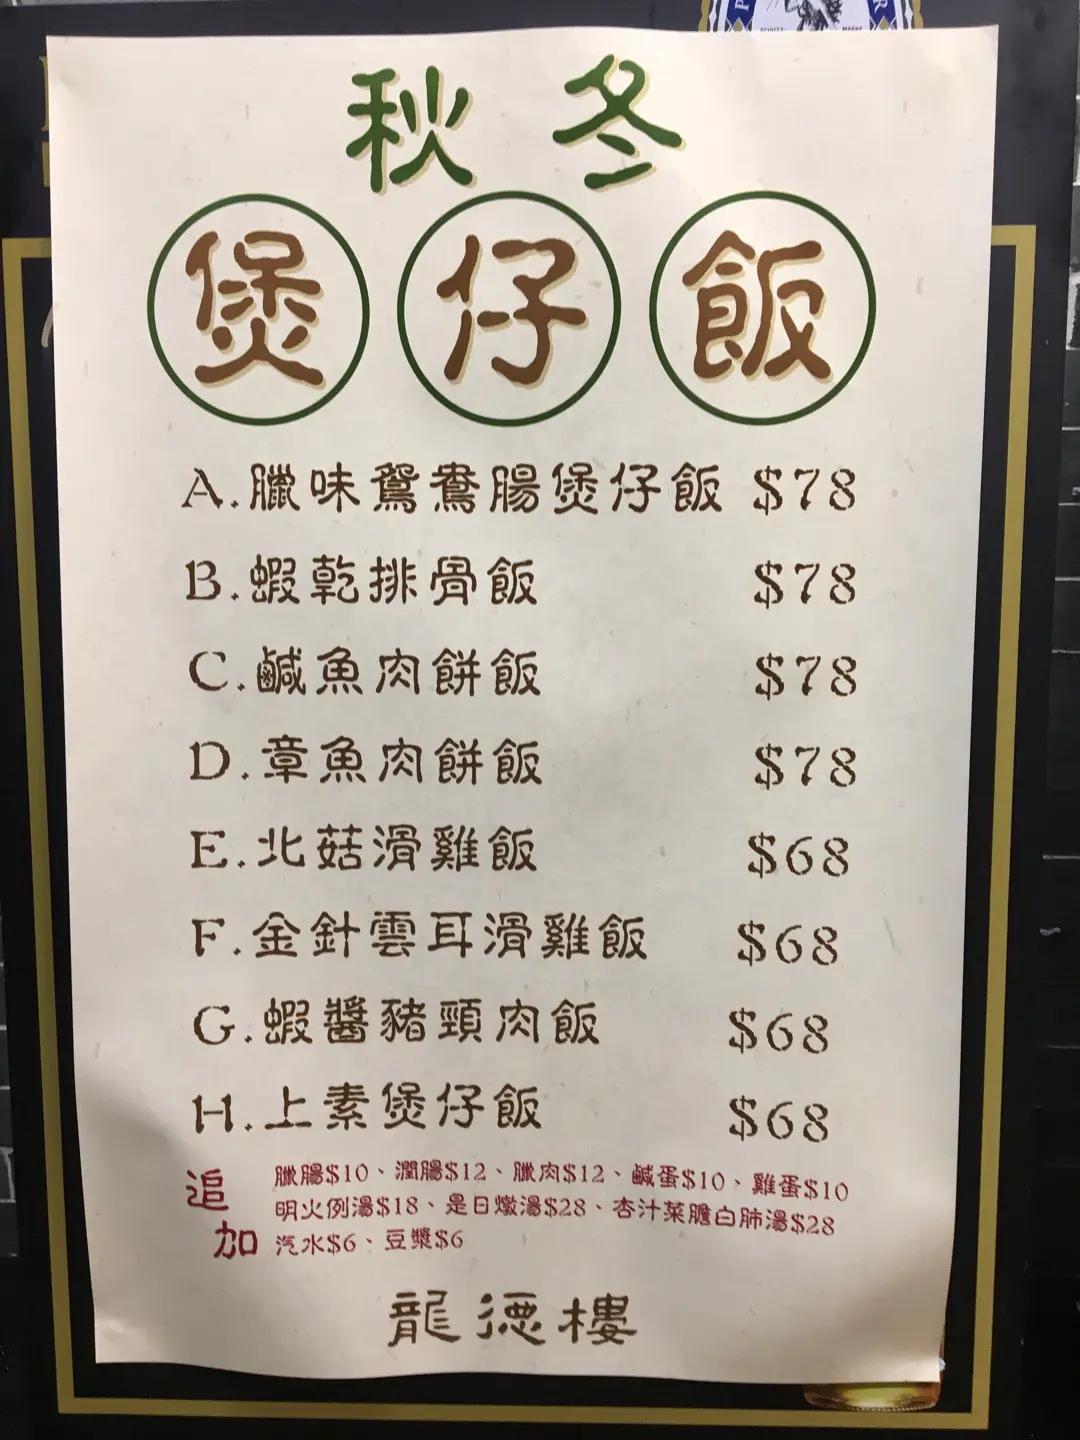 秋冬
煲仔飯
A.臘味鴛鴦腸煲仔飯 $78
B.蝦乾排骨飯 $78
C.鹹魚肉餅飯 $78
D.章魚肉餅飯 $78
E.北菇滑雞飯 $68
F.金針雲耳滑雞飯 $68
G.蝦醬豬頸肉飯 $68
H.上素煲仔飯 $68
追加
臘腸$10、潤腸$12、臘肉$12、鹹蛋$10、雞蛋$10
明火例湯$18、是日燉湯$28、杏汁菜膽白肺湯$28
汽水$6、豆漿$6
龍德樓